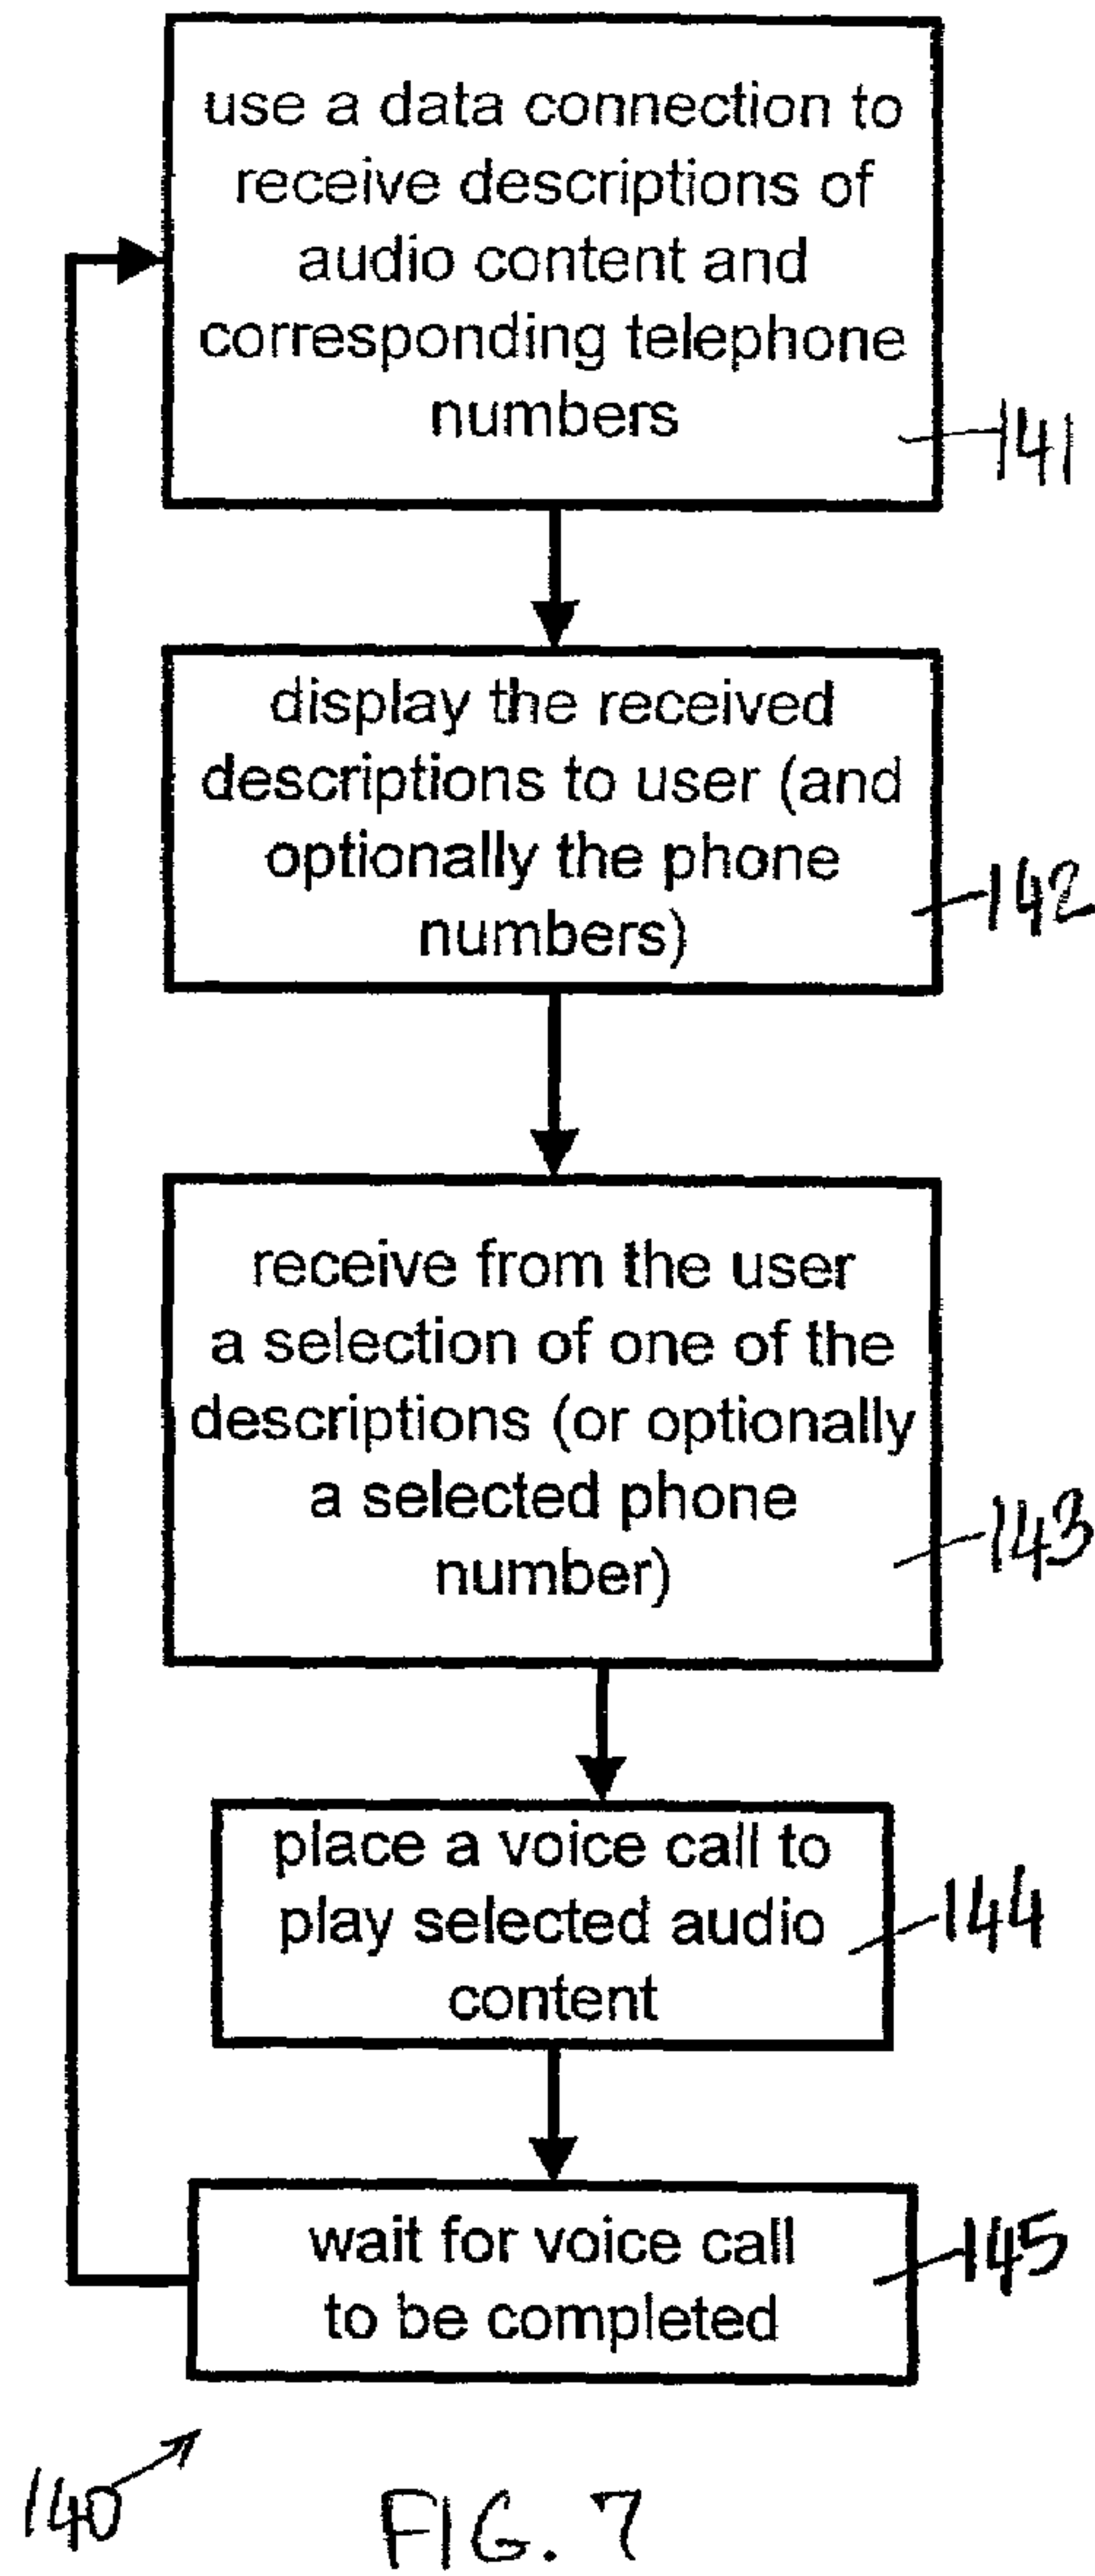 use a data connection to
receive descriptions of
audio content and
corresponding telephone
numbers
141
display the received
descriptions to user (and
optionally the phone
numbers)
142
receive from the user
a selection of one of the
descriptions (or optionally
a selected phone
number)
143
place a voice call to
play selected audio
content
144
wait for voice call
to be completed
145
140
FIG. 7